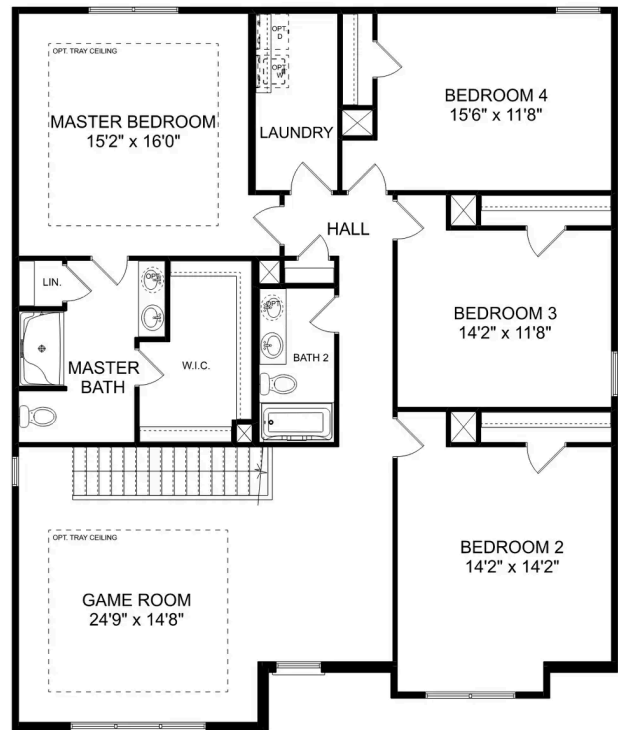 OPT. TRAY CEILING
MASTER BEDROOM
15'2" x 16'0"
OPT
D
OPT
W
LAUNDRY
BEDROOM 4
15'6" x 11'8"
HALL
LIN.
OPT
MASTER
BATH
W.I.C.
OPT
BATH 2
BEDROOM 3
14'2" x 11'8"
OPT. TRAY CEILING
GAME ROOM
24'9" x 14'8"
BEDROOM 2
14'2" x 14'2"